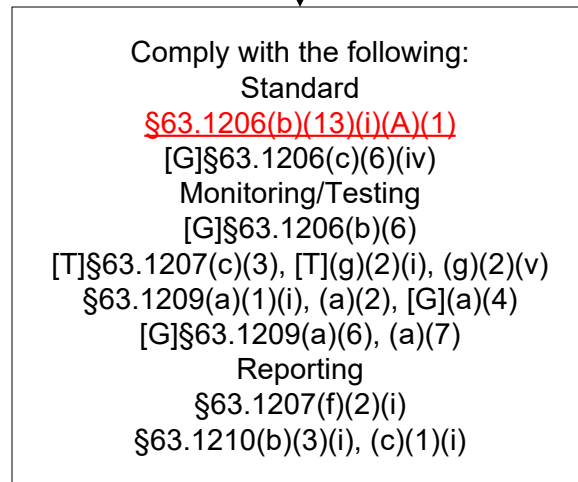 Comply with the following:
Standard
§63.1206(b)(13)(i)(A)(1)
[G]§63.1206(c)(6)(iv)
Monitoring/Testing
[G]§63.1206(b)(6)
[T]§63.1207(c)(3), [T](g)(2)(i), (g)(2)(v)
§63.1209(a)(1)(i), (a)(2), [G](a)(4)
[G]§63.1209(a)(6), (a)(7)
Reporting
§63.1207(f)(2)(i)
§63.1210(b)(3)(i), (c)(1)(i)